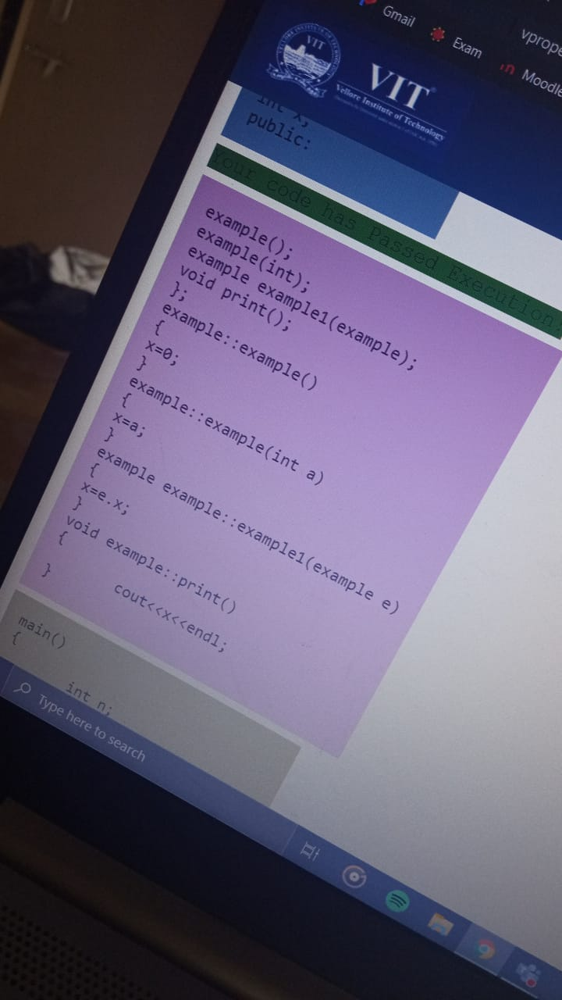 Gmail
Exam
Moodle
vprope
VIT
VIT
Vellore Institute of Technology
int x;
public:
Your code has Passed Execution!
example();
example(int);
example example1(example);
void print();
};
example::example()
{
x=0;
}
example::example(int a)
{
x=a;
}
example example::example1(example e)
{
x=e.x;
}
void example::print()
{
cout<<x<<endl;
}
main()
{
int n;
Type here to search